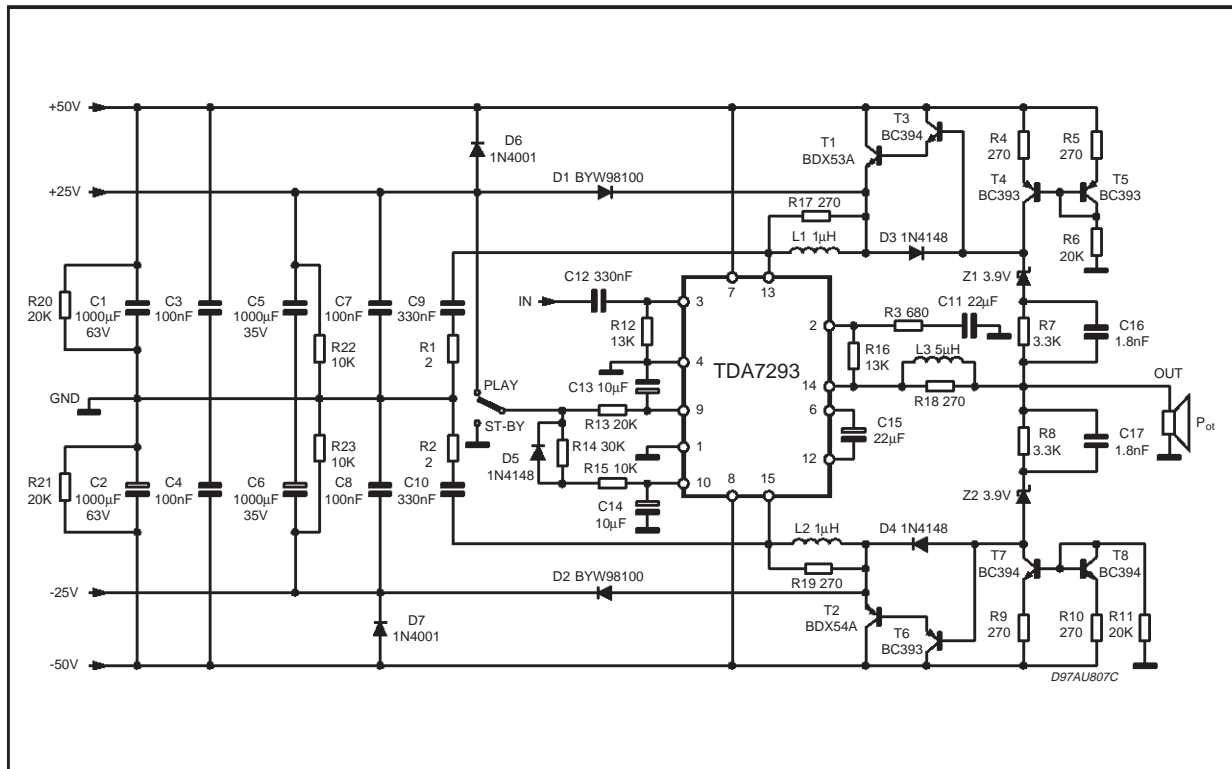 +50V
D6
1N4001
T3
BC394
T1
BDX53A
R4
270
R5
270
T4
BC393
T5
BC393
+25V
D1 BYW98100
R17 270
L1 1µH
D3 1N4148
R6
20K
Z1 3.9V
R20
20K
C1
1000µF
63V
C3
100nF
C5
1000µF
35V
C7
100nF
C9
330nF
R22
10K
R1
2
C12 330nF
IN
R12
13K
3
7
13
4
2
TDA7293
R3 680
C11 22µF
R16
13K
L3 5µH
R7
3.3K
C16
1.8nF
14
R18 270
OUT
GND
PLAY
ST-BY
C13 10µF
R13 20K
9
6
C15
22µF
12
Pot
R21
20K
C2
1000µF
63V
C4
100nF
C6
1000µF
35V
R23
10K
C8
100nF
R2
2
C10
330nF
D5
1N4148
R14 30K
R15 10K
1
10
C14
10µF
8
15
R8
3.3K
C17
1.8nF
Z2 3.9V
L2 1µH
D4 1N4148
R19 270
T7
BC394
T8
BC394
-25V
D2 BYW98100
D7
1N4001
T2
BDX54A
T6
BC393
R9
270
R10
270
R11
20K
-50V
D97AU807C